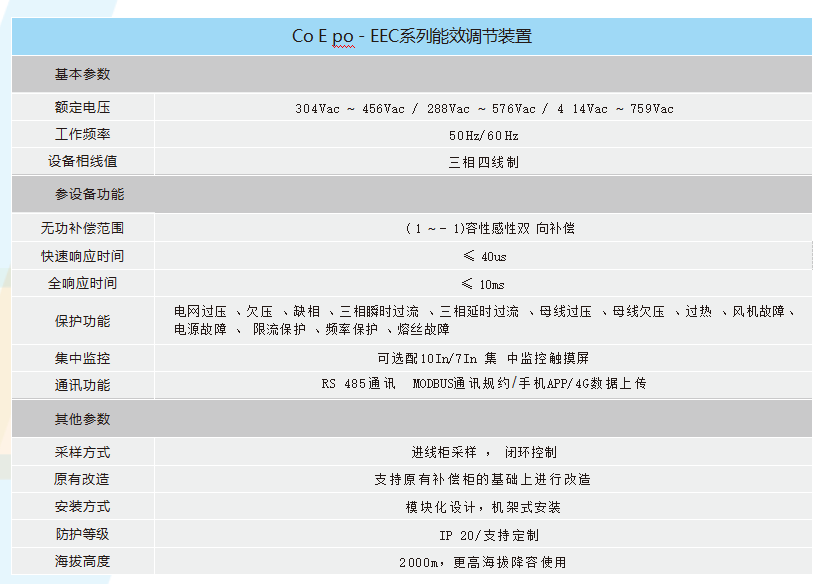 Co E po - EEC系列能效调节装置
基本参数
额定电压 304Vac ~ 456Vac / 288Vac ~ 576Vac / 4 14Vac ~ 759Vac
工作频率 50Hz/60Hz
设备相线值 三相四线制
参设备功能
无功补偿范围 ( 1 ~ - 1)容性感性双 向补偿
快速响应时间 ≤ 40us
全响应时间 ≤ 10ms
保护功能 电网过压 、欠压 、缺相 、三相瞬时过流 、三相延时过流 、母线过压 、母线欠压 、过热 、风机故障 、
电源故障 、 限流保护 、频率保护 、熔丝故障
集中监控 可选配10In/7In 集 中监控触摸屏
通讯功能 RS 485通讯 MODBUS通讯规约/手机APP/4G数据上传
其他参数
采样方式 进线柜采样 ， 闭环控制
原有改造 支持原有补偿柜的基础上进行改造
安装方式 模块化设计，机架式安装
防护等级 IP 20/支持定制
海拔高度 2000m，更高海拔降容使用